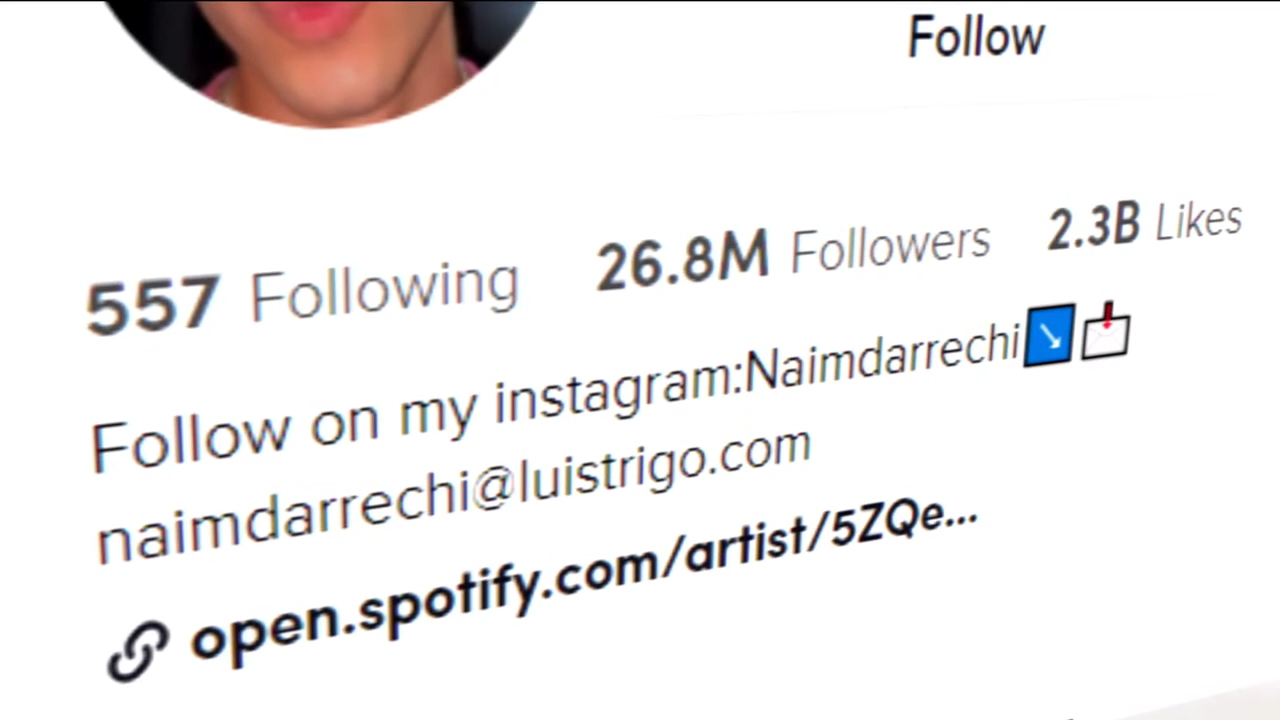 Follow
557 Following 26.8M Followers 2.3B Likes
Follow on my instagram:Naimdarrechi↘️📩
naimdarrechi@luistrigo.com
open.spotify.com/artist/5ZQe...